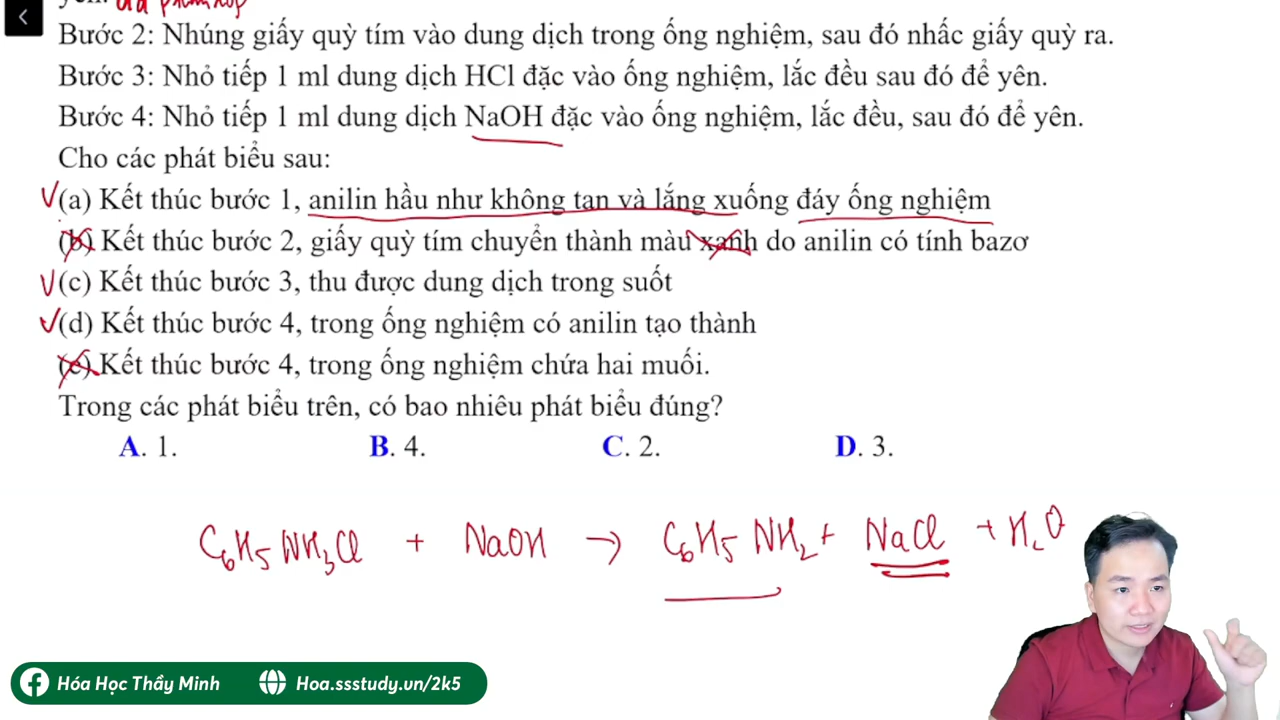 yên.
Bước 2: Nhúng giấy quỳ tím vào dung dịch trong ống nghiệm, sau đó nhấc giấy quỳ ra.
Bước 3: Nhỏ tiếp 1 ml dung dịch HCl đặc vào ống nghiệm, lắc đều sau đó để yên.
Bước 4: Nhỏ tiếp 1 ml dung dịch NaOH đặc vào ống nghiệm, lắc đều, sau đó để yên.
Cho các phát biểu sau:
(a) Kết thúc bước 1, anilin hầu như không tan và lắng xuống đáy ống nghiệm
(b) Kết thúc bước 2, giấy quỳ tím chuyển thành màu xanh do anilin có tính bazơ
(c) Kết thúc bước 3, thu được dung dịch trong suốt
(d) Kết thúc bước 4, trong ống nghiệm có anilin tạo thành
(e) Kết thúc bước 4, trong ống nghiệm chứa hai muối.
Trong các phát biểu trên, có bao nhiêu phát biểu đúng?
A. 1. B. 4. C. 2. D. 3.
C₆H₅NH₃Cl + NaOH → C₆H₅NH₂ + NaCl + H₂O
Hóa Học Thầy Minh Hoa.ssstudy.vn/2k5